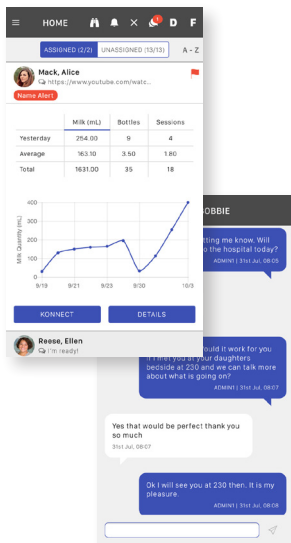 HOME
D F
ASSIGNED (2/2) UNASSIGNED (13/13) A - Z
Mack, Alice
https://www.youtube.com/watc...
Name Alert
Milk (mL) Bottles Sessions
Yesterday 254.00 9 4
Average 163.10 3.50 1.80
Total 1631.00 35 18
Milk Quantity (mL)
400
300
200
100
0
9/19 9/21 9/23 9/30 10/3
KONNECT DETAILS
Reese, Ellen
I'm ready!
BOBBIE
tting me know. Will
o the hospital today?
ADMIN1 | 31st Jul, 08:05
ould it work for you
if I met you at your daughters
bedside at 230 and we can talk more
about what is going on?
ADMIN1 | 31st Jul, 08:07
Yes that would be perfect thank you
so much
31st Jul, 08:07
Ok I will see you at 230 then. It is my
pleasure.
ADMIN1 | 31st Jul, 08:08